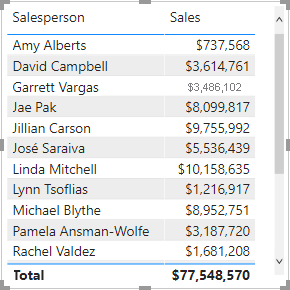 Salesperson Sales
Amy Alberts $737,568
David Campbell $3,614,761
Garrett Vargas $3,486,102
Jae Pak $8,099,817
Jillian Carson $9,755,992
José Saraiva $5,536,439
Linda Mitchell $10,158,635
Lynn Tsoflias $1,216,917
Michael Blythe $8,952,751
Pamela Ansman-Wolfe $3,187,720
Rachel Valdez $1,681,208
Total $77,548,570